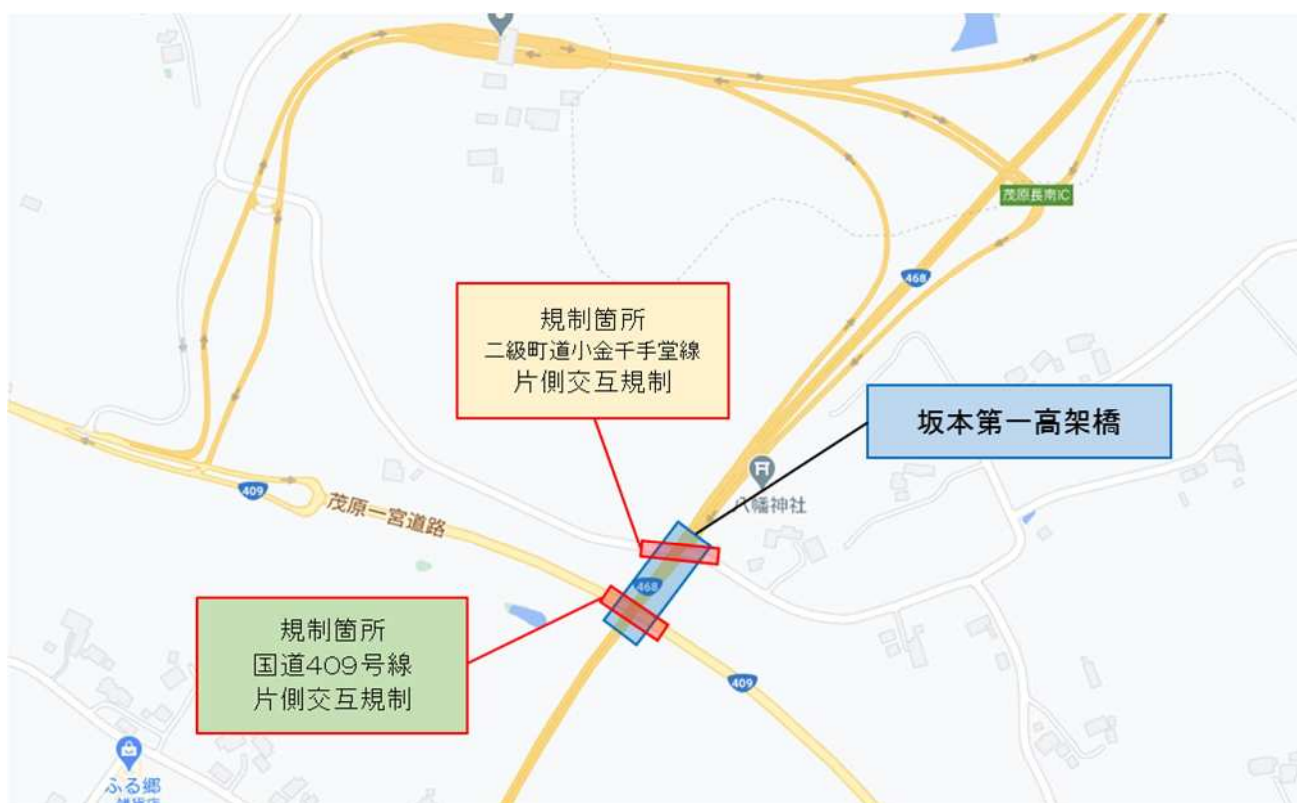 茂原長南IC
468
規制箇所
二級町道小金千手堂線
片側交互規制
坂本第一高架橋
八幡神社
409
茂原一宮道路
468
規制箇所
国道409号線
片側交互規制
409
ふる郷
雑貨店